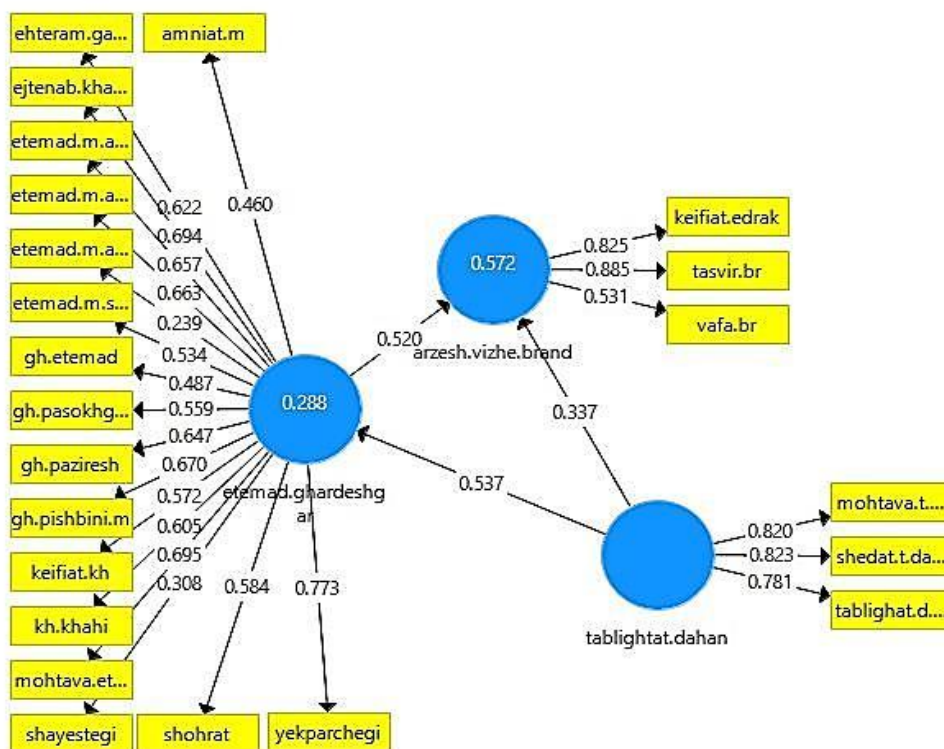 ehteram.ga...
amniat.m
ejtenab.kha...
etemad.m.a...
etemad.m.a...
etemad.m.a...
etemad.m.s...
gh.etemad
gh.pasokhg...
gh.paziresh
gh.pishbini.m
keifiat.kh
kh.khahi
mohtava.et...
shayestegi
shohrat
yekparchegi
0.622
0.694
0.657
0.663
0.239
0.534
0.487
0.559
0.647
0.670
0.572
0.605
0.695
0.308
0.460
0.584
0.773
0.288
etemad.ghardeshg
ar
0.520
0.537
0.337
0.572
arzesh.vizhe.brand
0.825
0.885
0.531
keifiat.edrak
tasvir.br
vafa.br
tablightat.dahan
0.820
0.823
0.781
mohtava.t....
shedat.t.da...
tablighat.d....